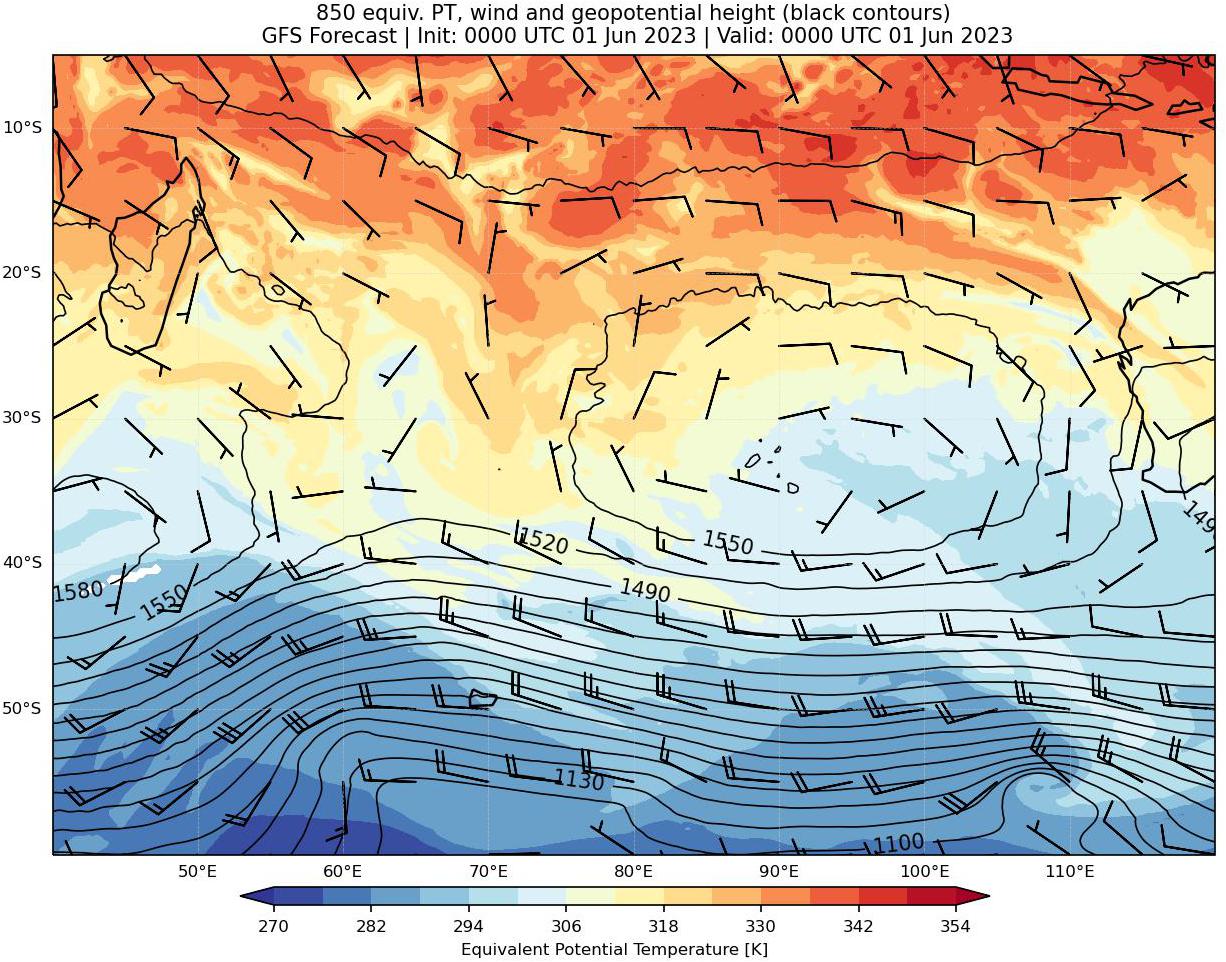 850 equiv. PT, wind and geopotential height (black contours)
GFS Forecast | Init: 0000 UTC 01 Jun 2023 | Valid: 0000 UTC 01 Jun 2023
10°S
20°S
30°S
40°S
50°S
1520
1550
1490
1580
1550
1130
1100
50°E
60°E
70°E
80°E
90°E
100°E
110°E
270
282
294
306
318
330
342
354
Equivalent Potential Temperature [K]